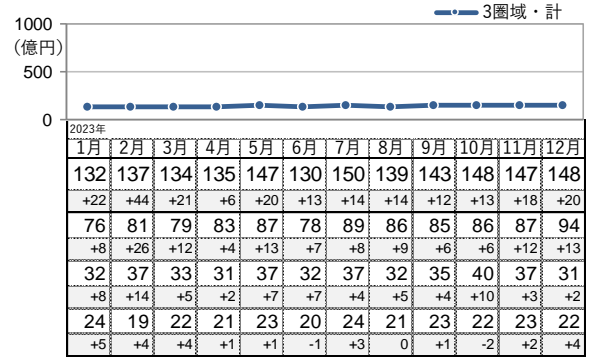 3圏域・計
1000
（億円）
500
0
2023年
1月 2月 3月 4月 5月 6月 7月 8月 9月 10月 11月 12月
132 137 134 135 147 130 150 139 143 148 147 148
+22 +44 +21 +6 +20 +13 +14 +14 +12 +13 +18 +20
76 81 79 83 87 78 89 86 85 86 87 94
+8 +26 +12 +4 +13 +7 +8 +9 +6 +6 +12 +13
32 37 33 31 37 32 37 32 35 40 37 31
+8 +14 +5 +2 +7 +7 +4 +5 +4 +10 +3 +2
24 19 22 21 23 20 24 21 23 22 23 22
+5 +4 +4 +1 +1 -1 +3 0 +1 -2 +2 +4